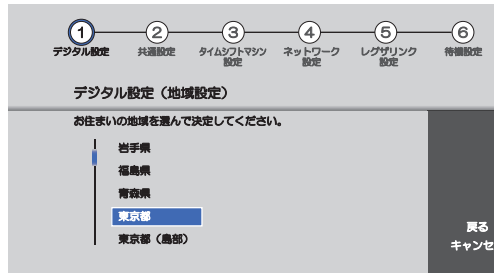 1 2 3 4 5 6
デジタル設定 共通設定 タイムシフトマシン設定 ネットワーク設定 レグザリンク設定 待機設定
デジタル設定（地域設定）
お住まいの地域を選んで決定してください。
岩手県
福島県
青森県
東京都
東京都（島部）
戻る
キャンセ